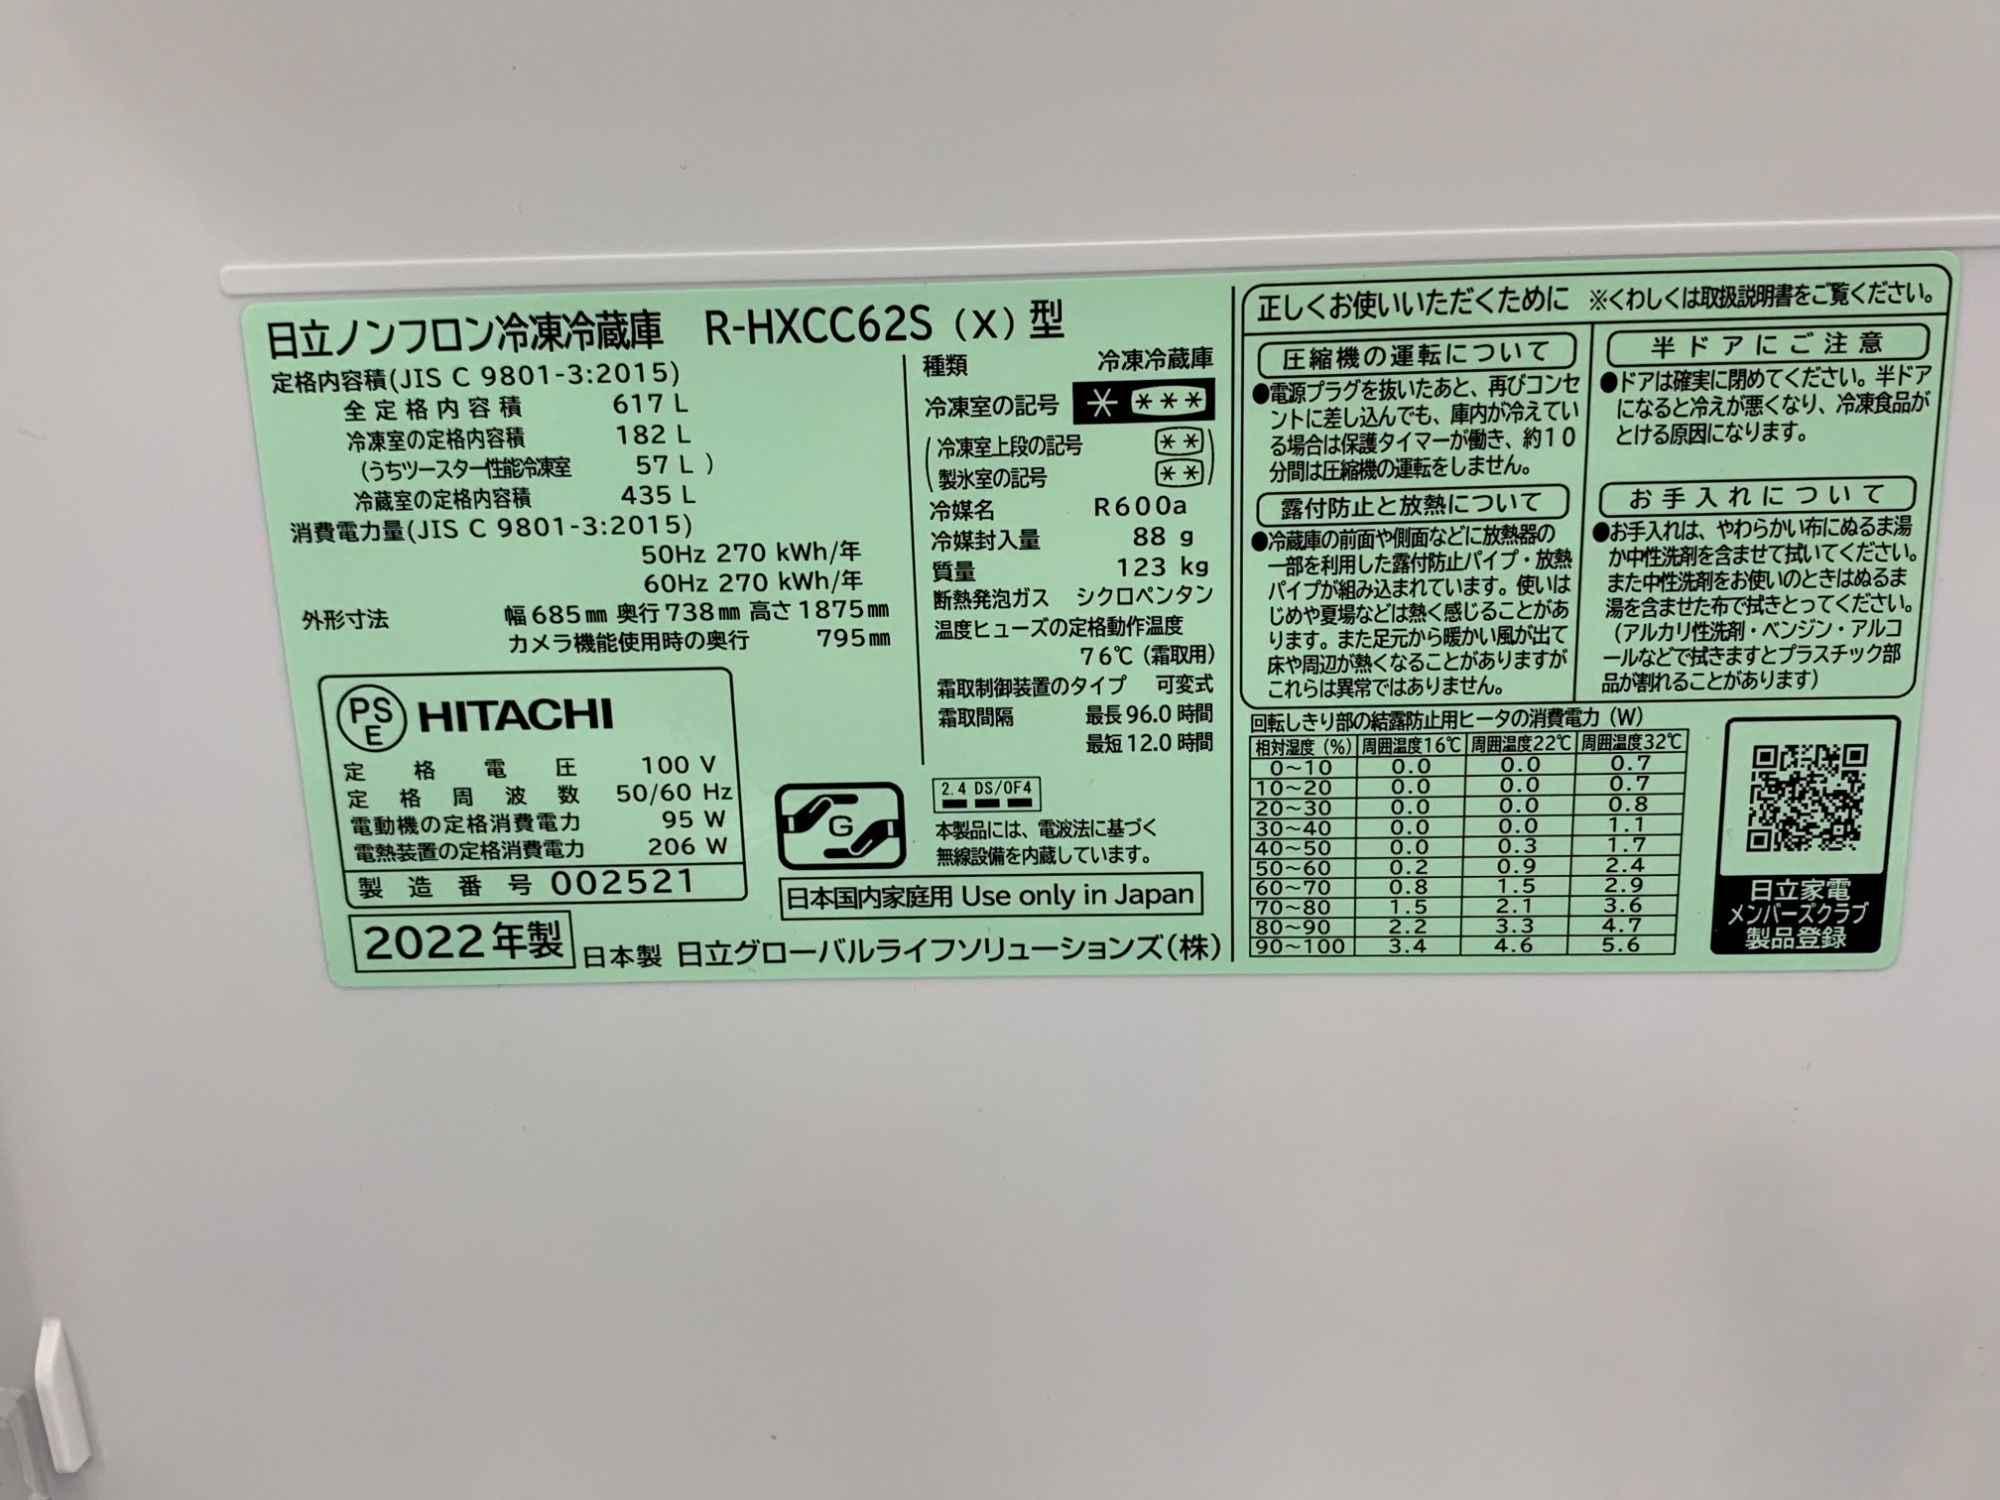 日立ノンフロン冷凍冷蔵庫 R-HXCC62S (X) 型
定格内容積(JIS C 9801-3:2015)
全定格内容積 617 L
冷凍室の定格内容積 182 L
(うちツースター性能冷凍室 57 L )
冷蔵室の定格内容積 435 L
消費電力量(JIS C 9801-3:2015)
50Hz 270 kWh/年
60Hz 270 kWh/年
外形寸法 幅685㎜ 奥行738㎜ 高さ1875㎜
カメラ機能使用時の奥行 795㎜
PS
E
HITACHI
定格電圧 100 V
定格周波数 50/60 Hz
電動機の定格消費電力 95 W
電熱装置の定格消費電力 206 W
製造番号 002521
2022年製
日本製 日立グローバルライフソリューションズ(株)
種類 冷凍冷蔵庫
冷凍室の記号 * ***
(冷凍室上段の記号 **)
(製氷室の記号 **)
冷媒名 R600a
冷媒封入量 88 g
質量 123 kg
断熱発泡ガス シクロペンタン
温度ヒューズの定格動作温度
76℃(霜取用)
霜取制御装置のタイプ 可変式
霜取間隔 最長96.0時間
最短12.0時間
G
2.4 DS/OF4
本製品には、電波法に基づく
無線設備を内蔵しています。
日本国内家庭用 Use only in Japan
正しくお使いいただくために ※くわしくは取扱説明書をご覧ください。
圧縮機の運転について
●電源プラグを抜いたあと、再びコンセ
ントに差し込んでも、庫内が冷えてい
る場合は保護タイマーが働き、約10
分間は圧縮機の運転をしません。
露付防止と放熱について
●冷蔵庫の前面や側面などに放熱器の
一部を利用した露付防止パイプ・放熱
パイプが組み込まれています。使いは
じめや夏場などは熱く感じることがあ
ります。また足元から暖かい風が出て
床や周辺が熱くなることがありますが
これらは異常ではありません。
半ドアにご注意
●ドアは確実に閉めてください。半ドア
になると冷えが悪くなり、冷凍食品が
とける原因になります。
お手入れについて
●お手入れは、やわらかい布にぬるま湯
か中性洗剤を含ませて拭いてください。
また中性洗剤をお使いのときはぬるま
湯を含ませた布で拭きとってください。
(アルカリ性洗剤・ベンジン・アルコ
ールなどで拭きますとプラスチック部
品が割れることがあります)
回転しきり部の結露防止用ヒータの消費電力(W)
相対湿度(%) 周囲温度16℃ 周囲温度22℃ 周囲温度32℃
0~10 0.0 0.0 0.7
10~20 0.0 0.0 0.7
20~30 0.0 0.0 0.8
30~40 0.0 0.0 1.1
40~50 0.0 0.3 1.7
50~60 0.2 0.9 2.4
60~70 0.8 1.5 2.9
70~80 1.5 2.1 3.6
80~90 2.2 3.3 4.7
90~100 3.4 4.6 5.6
日立家電
メンバーズクラブ
製品登録